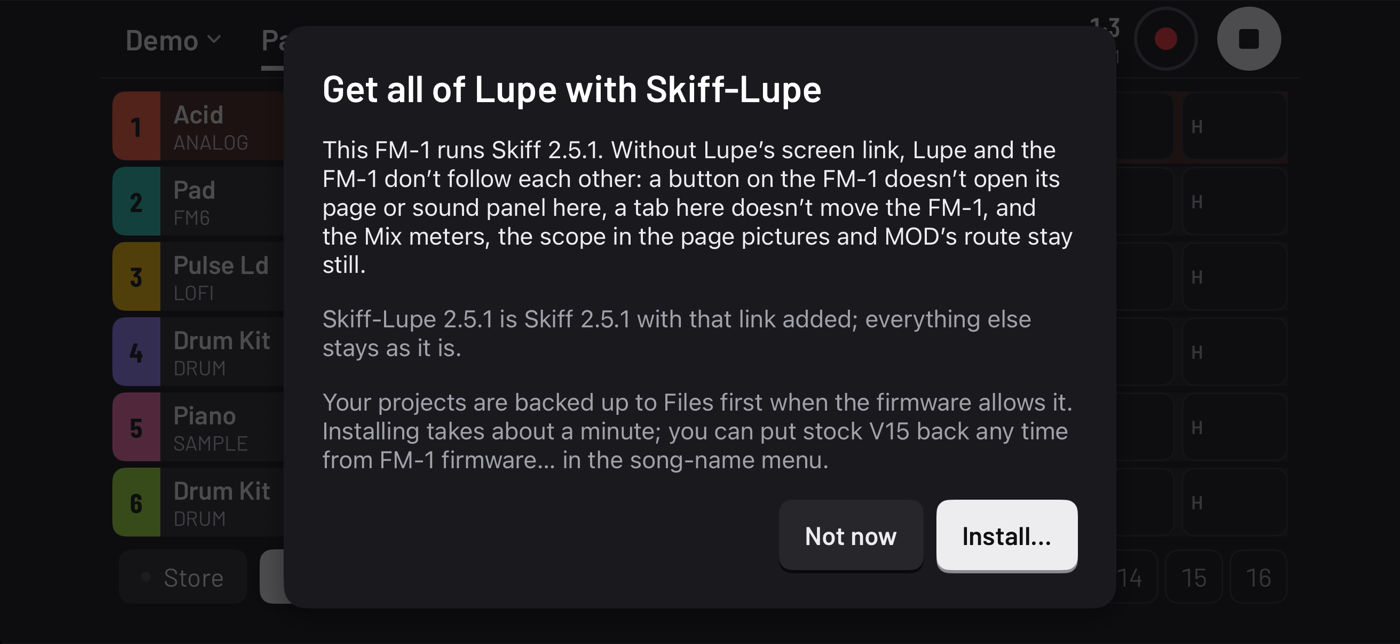 Demo
1.3
Get all of Lupe with Skiff-Lupe
This FM-1 runs Skiff 2.5.1. Without Lupe’s screen link, Lupe and the
FM-1 don’t follow each other: a button on the FM-1 doesn’t open its
page or sound panel here, a tab here doesn’t move the FM-1, and
the Mix meters, the scope in the page pictures and MOD’s route stay
still.
Skiff-Lupe 2.5.1 is Skiff 2.5.1 with that link added; everything else
stays as it is.
Your projects are backed up to Files first when the firmware allows it.
Installing takes about a minute; you can put stock V15 back any time
from FM-1 firmware... in the song-name menu.
Not now
Install...
1
Acid
ANALOG
H
2
Pad
FM6
H
3
Pulse Ld
LOFI
H
4
Drum Kit
DRUM
H
5
Piano
SAMPLE
H
6
Drum Kit
DRUM
H
Store
14
15
16